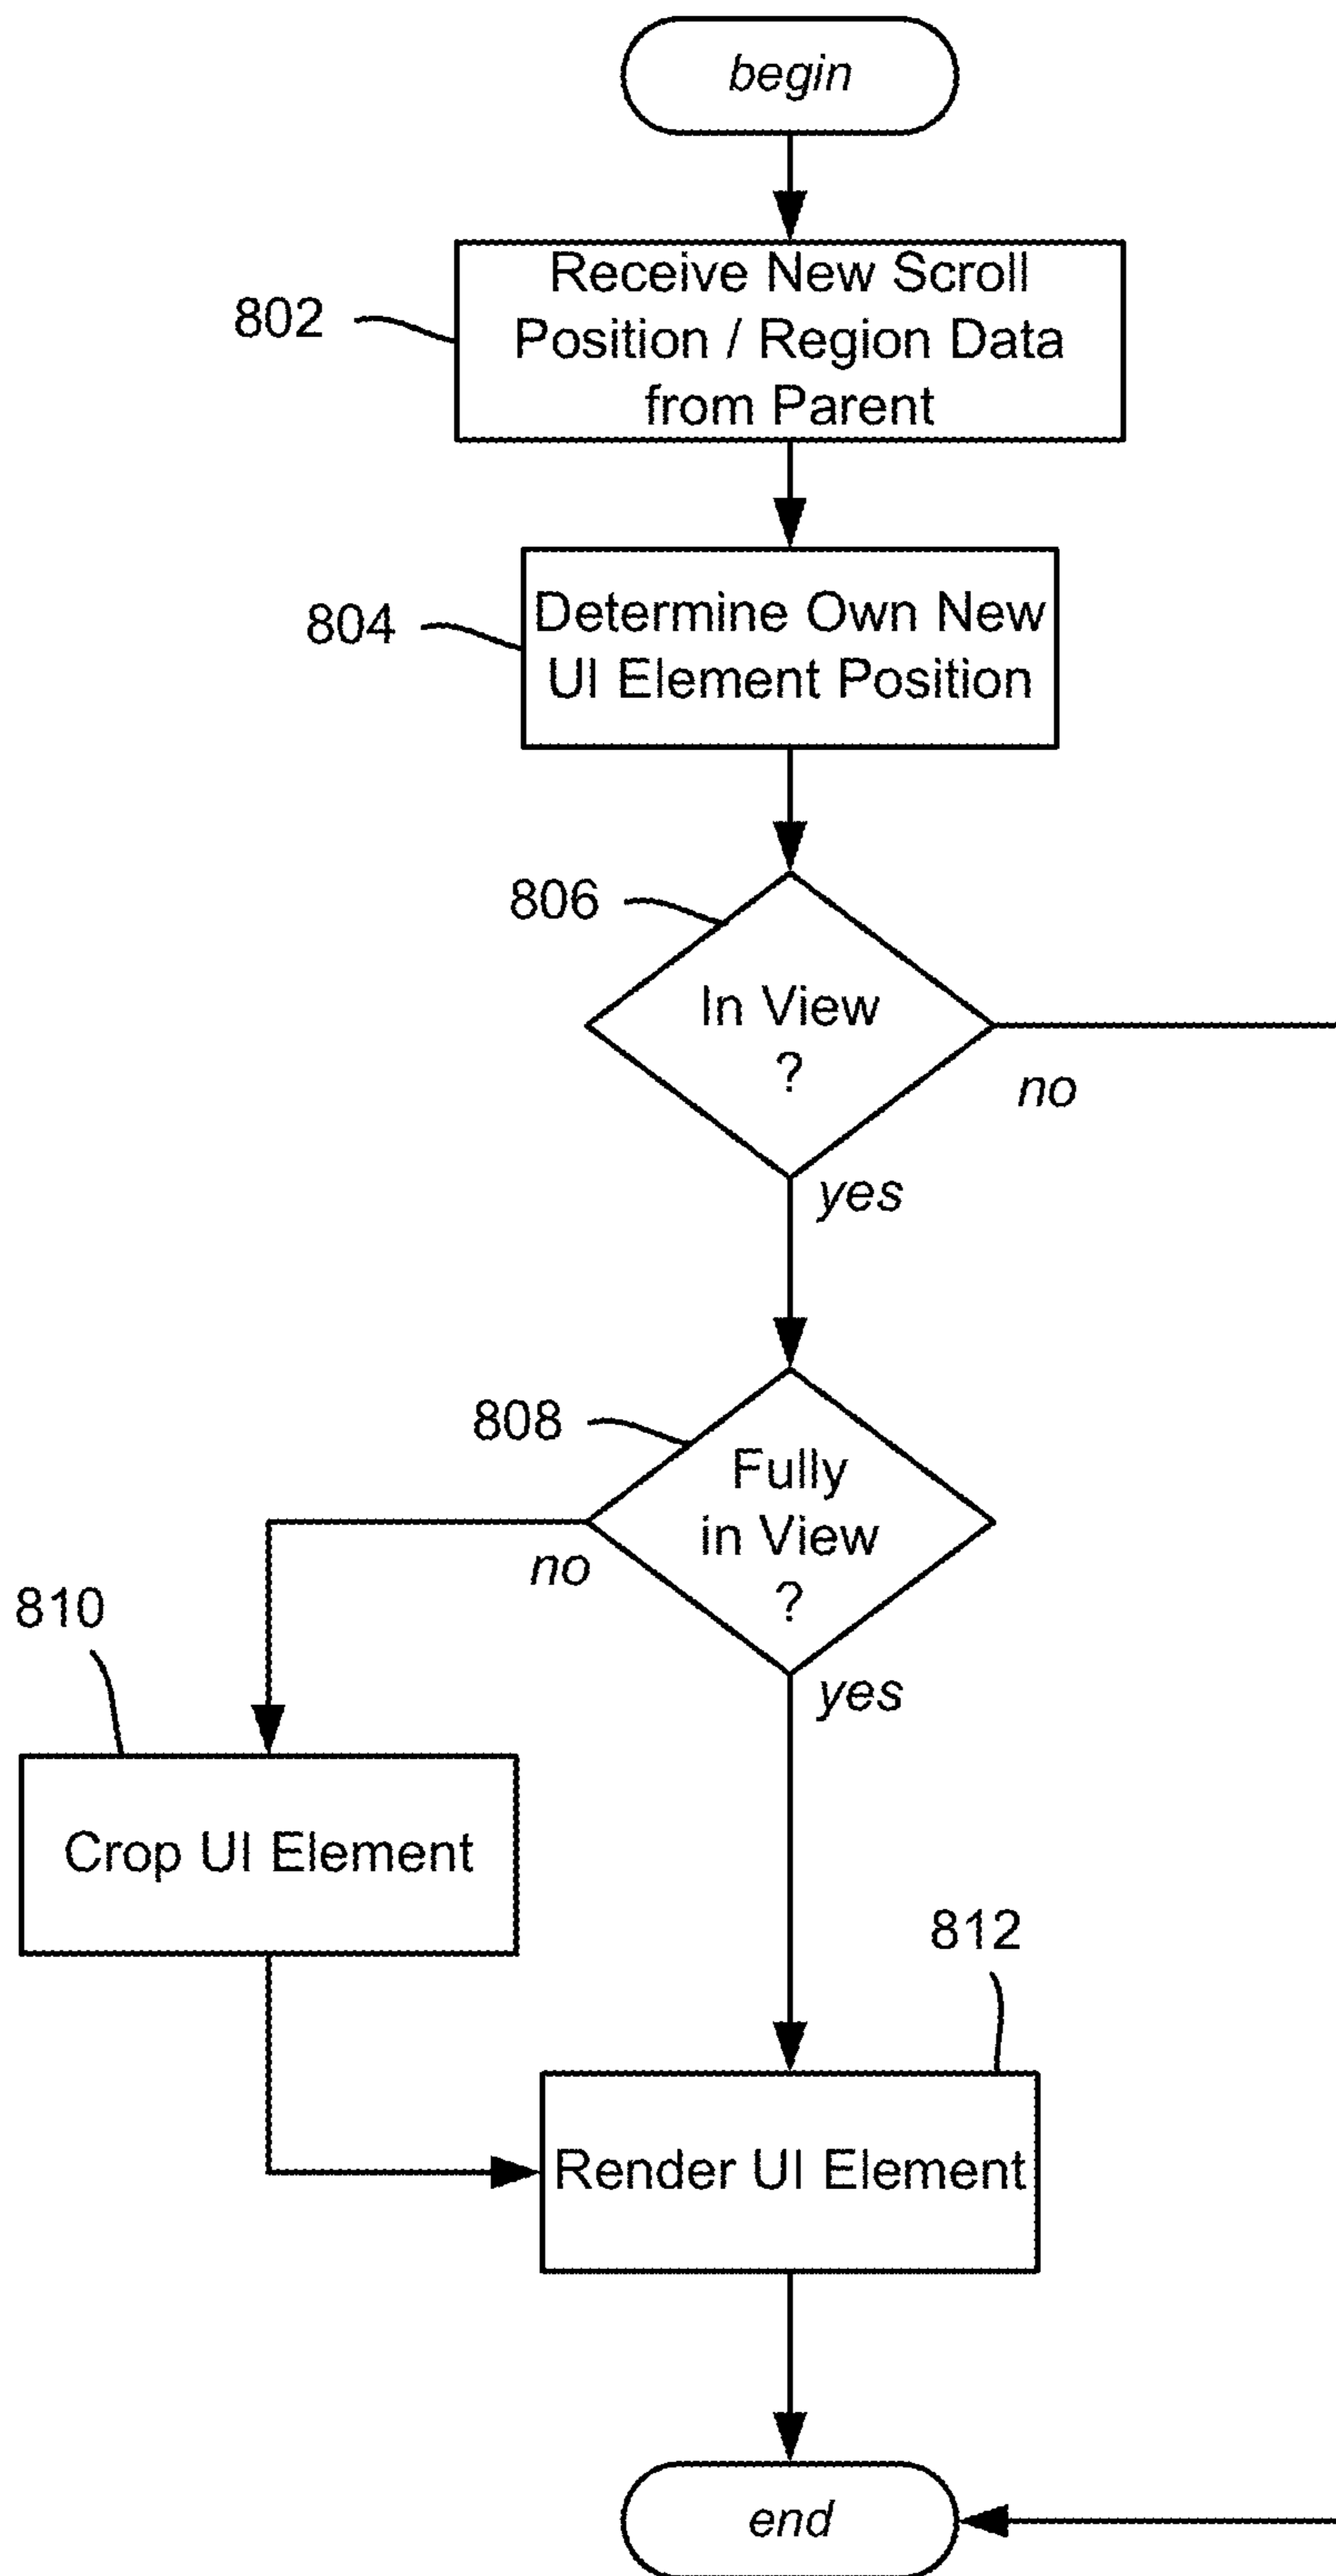 begin
802
Receive New Scroll
Position / Region Data
from Parent
804
Determine Own New
UI Element Position
806
In View
?
no
yes
808
Fully
in View
?
no
yes
810
Crop UI Element
812
Render UI Element
end